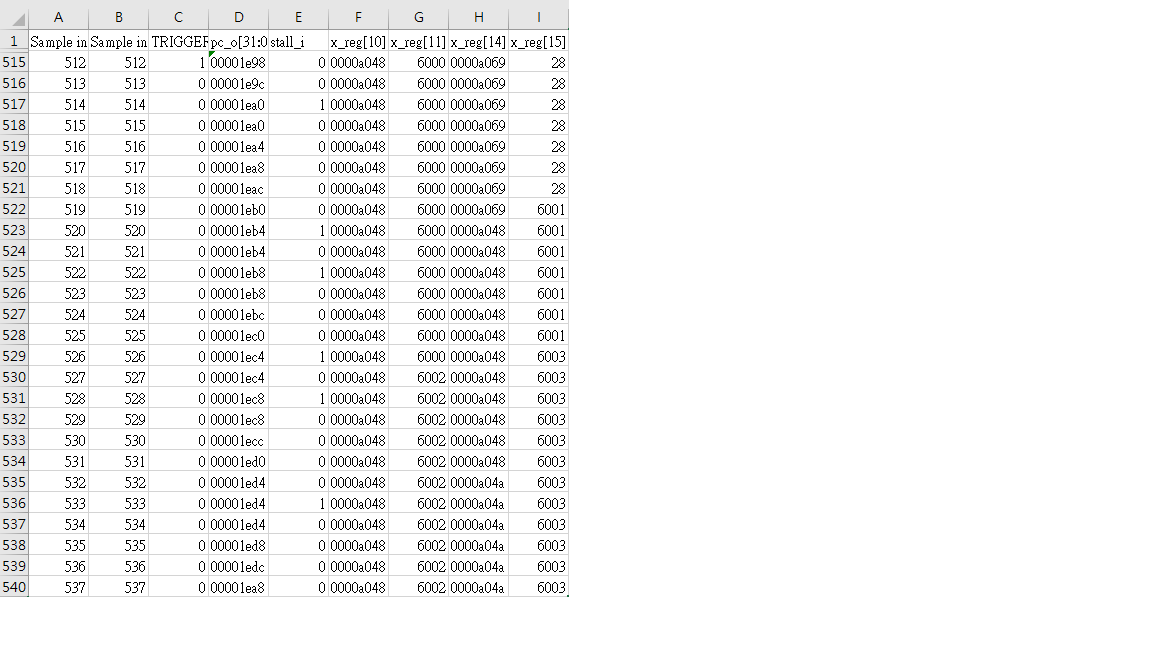 A B C D E F G H I
1 Sample in Sample in TRIGGER pc_o[31:0 stall_i x_reg[10] x_reg[11] x_reg[14] x_reg[15]
515 512 512 1 00001e98 0 0000a048 6000 0000a069 28
516 513 513 0 00001e9c 0 0000a048 6000 0000a069 28
517 514 514 0 00001ea0 1 0000a048 6000 0000a069 28
518 515 515 0 00001ea0 0 0000a048 6000 0000a069 28
519 516 516 0 00001ea4 0 0000a048 6000 0000a069 28
520 517 517 0 00001ea8 0 0000a048 6000 0000a069 28
521 518 518 0 00001eac 0 0000a048 6000 0000a069 28
522 519 519 0 00001eb0 0 0000a048 6000 0000a069 6001
523 520 520 0 00001eb4 1 0000a048 6000 0000a048 6001
524 521 521 0 00001eb4 0 0000a048 6000 0000a048 6001
525 522 522 0 00001eb8 1 0000a048 6000 0000a048 6001
526 523 523 0 00001eb8 0 0000a048 6000 0000a048 6001
527 524 524 0 00001ebc 0 0000a048 6000 0000a048 6001
528 525 525 0 00001ec0 0 0000a048 6000 0000a048 6001
529 526 526 0 00001ec4 1 0000a048 6000 0000a048 6003
530 527 527 0 00001ec4 0 0000a048 6002 0000a048 6003
531 528 528 0 00001ec8 1 0000a048 6002 0000a048 6003
532 529 529 0 00001ec8 0 0000a048 6002 0000a048 6003
533 530 530 0 00001ecc 0 0000a048 6002 0000a048 6003
534 531 531 0 00001ed0 0 0000a048 6002 0000a048 6003
535 532 532 0 00001ed4 0 0000a048 6002 0000a04a 6003
536 533 533 0 00001ed4 1 0000a048 6002 0000a04a 6003
537 534 534 0 00001ed4 0 0000a048 6002 0000a04a 6003
538 535 535 0 00001ed8 0 0000a048 6002 0000a04a 6003
539 536 536 0 00001edc 0 0000a048 6002 0000a04a 6003
540 537 537 0 00001ea8 0 0000a048 6002 0000a04a 6003